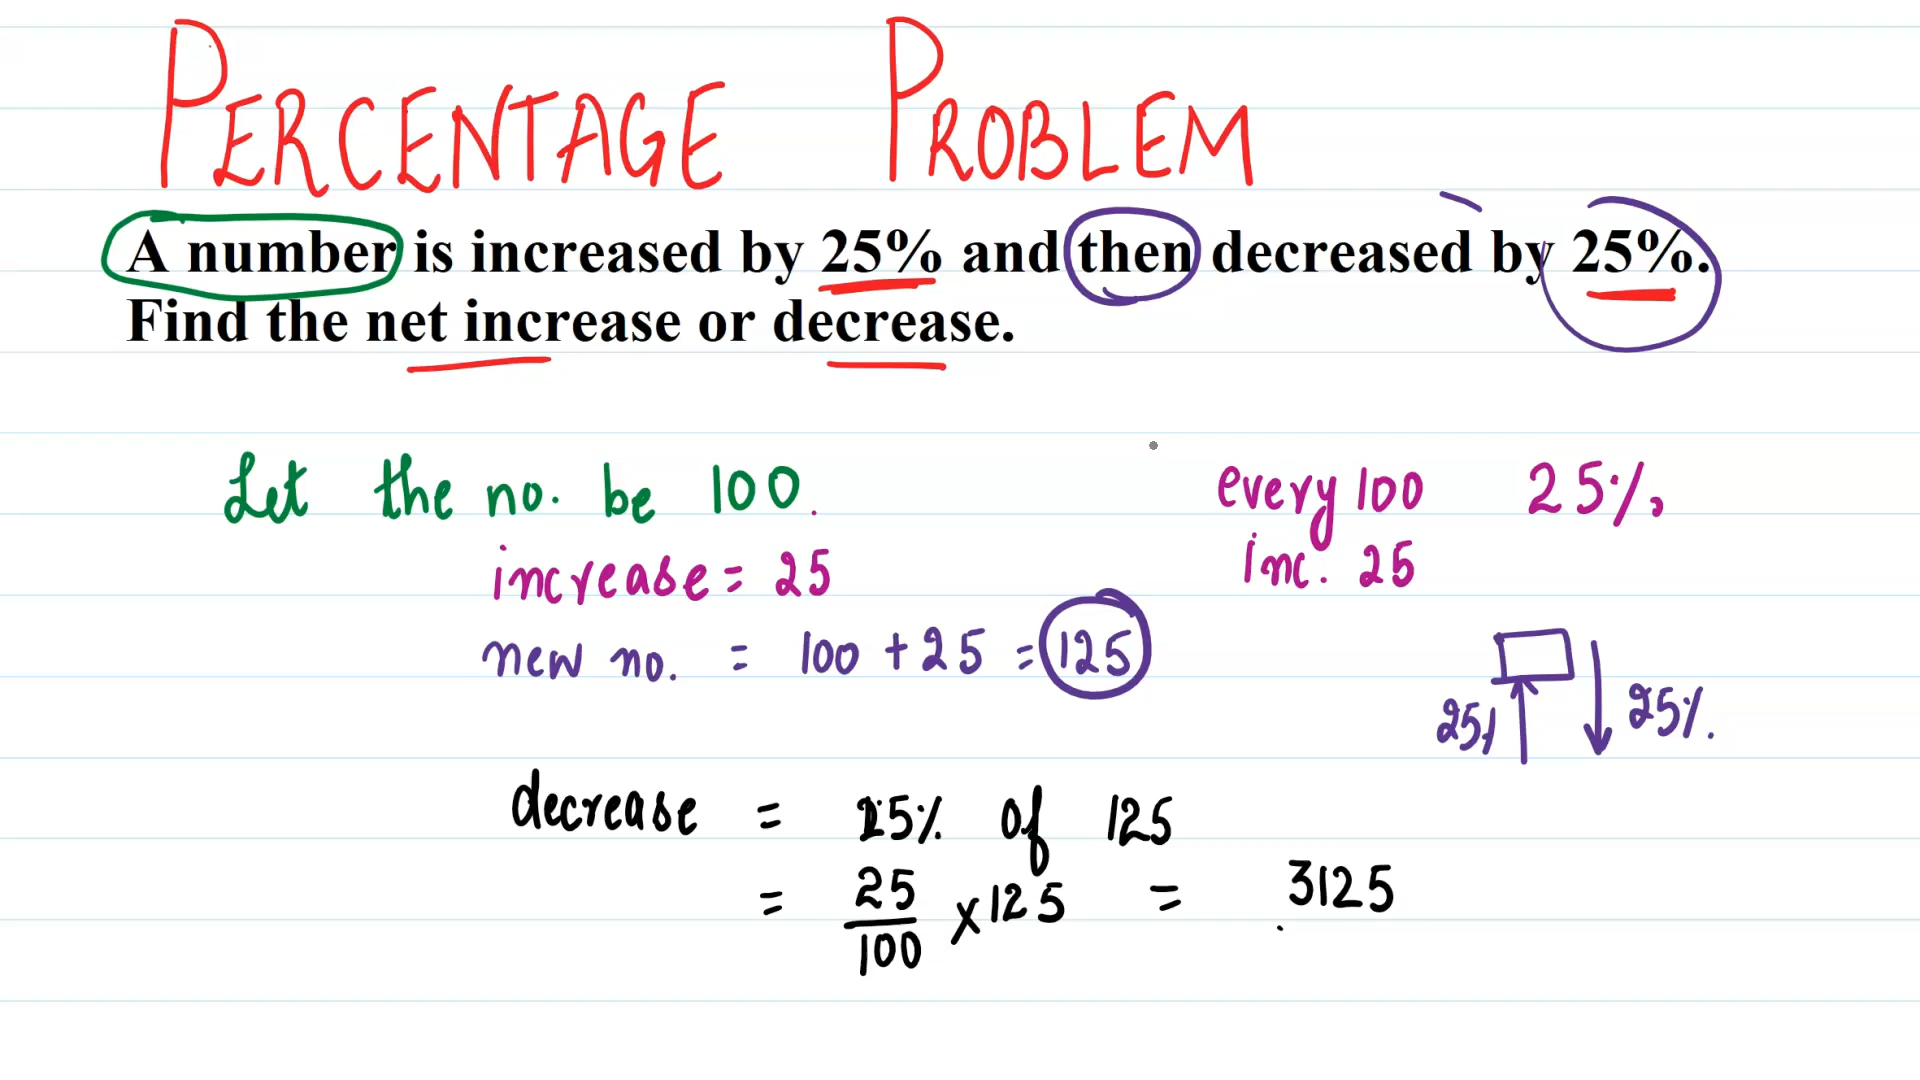 PERCENTAGE PROBLEM
A number is increased by 25% and then decreased by 25%.
Find the net increase or decrease.
Let the no. be 100.
every 100 25%
increase = 25
inc. 25
new no. = 100 + 25 = 125
25% 25%.
decrease = 25% of 125
= 25/100 × 125 = 3125